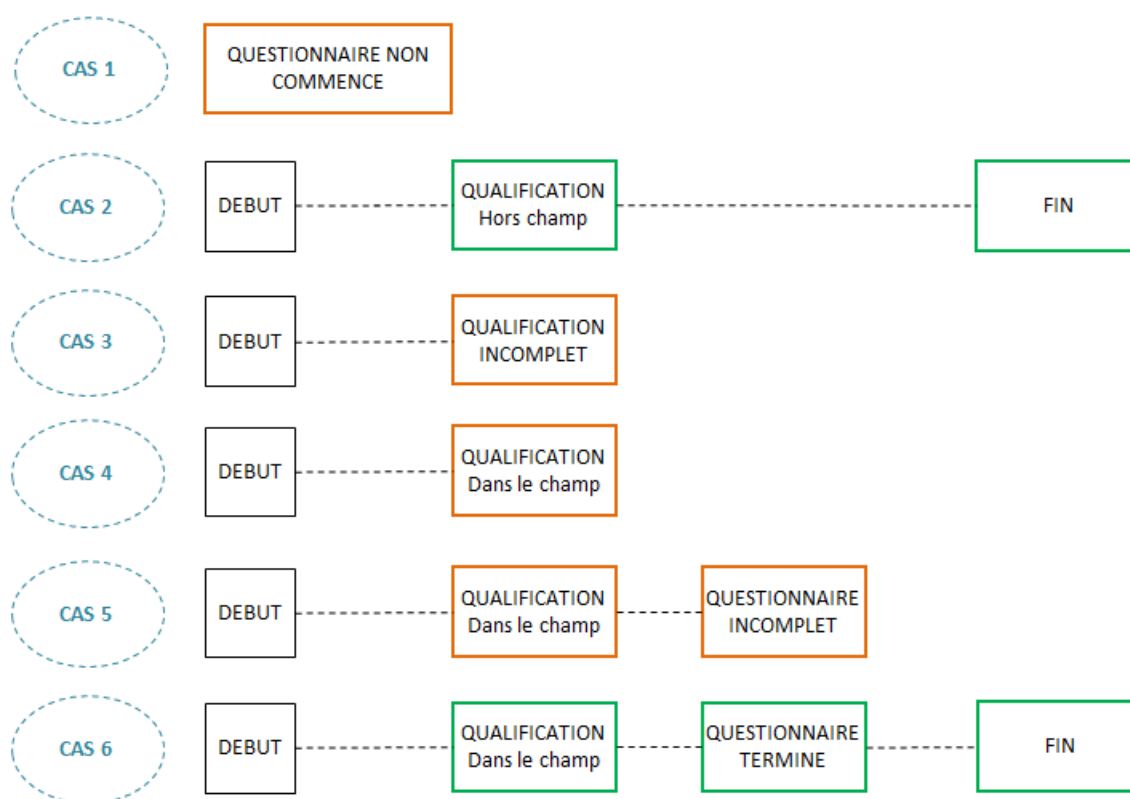 CAS 1
QUESTIONNAIRE NON
COMMENCE
CAS 2
DEBUT
QUALIFICATION
Hors champ
FIN
CAS 3
DEBUT
QUALIFICATION
INCOMPLET
CAS 4
DEBUT
QUALIFICATION
Dans le champ
CAS 5
DEBUT
QUALIFICATION
Dans le champ
QUESTIONNAIRE
INCOMPLET
CAS 6
DEBUT
QUALIFICATION
Dans le champ
QUESTIONNAIRE
TERMINE
FIN